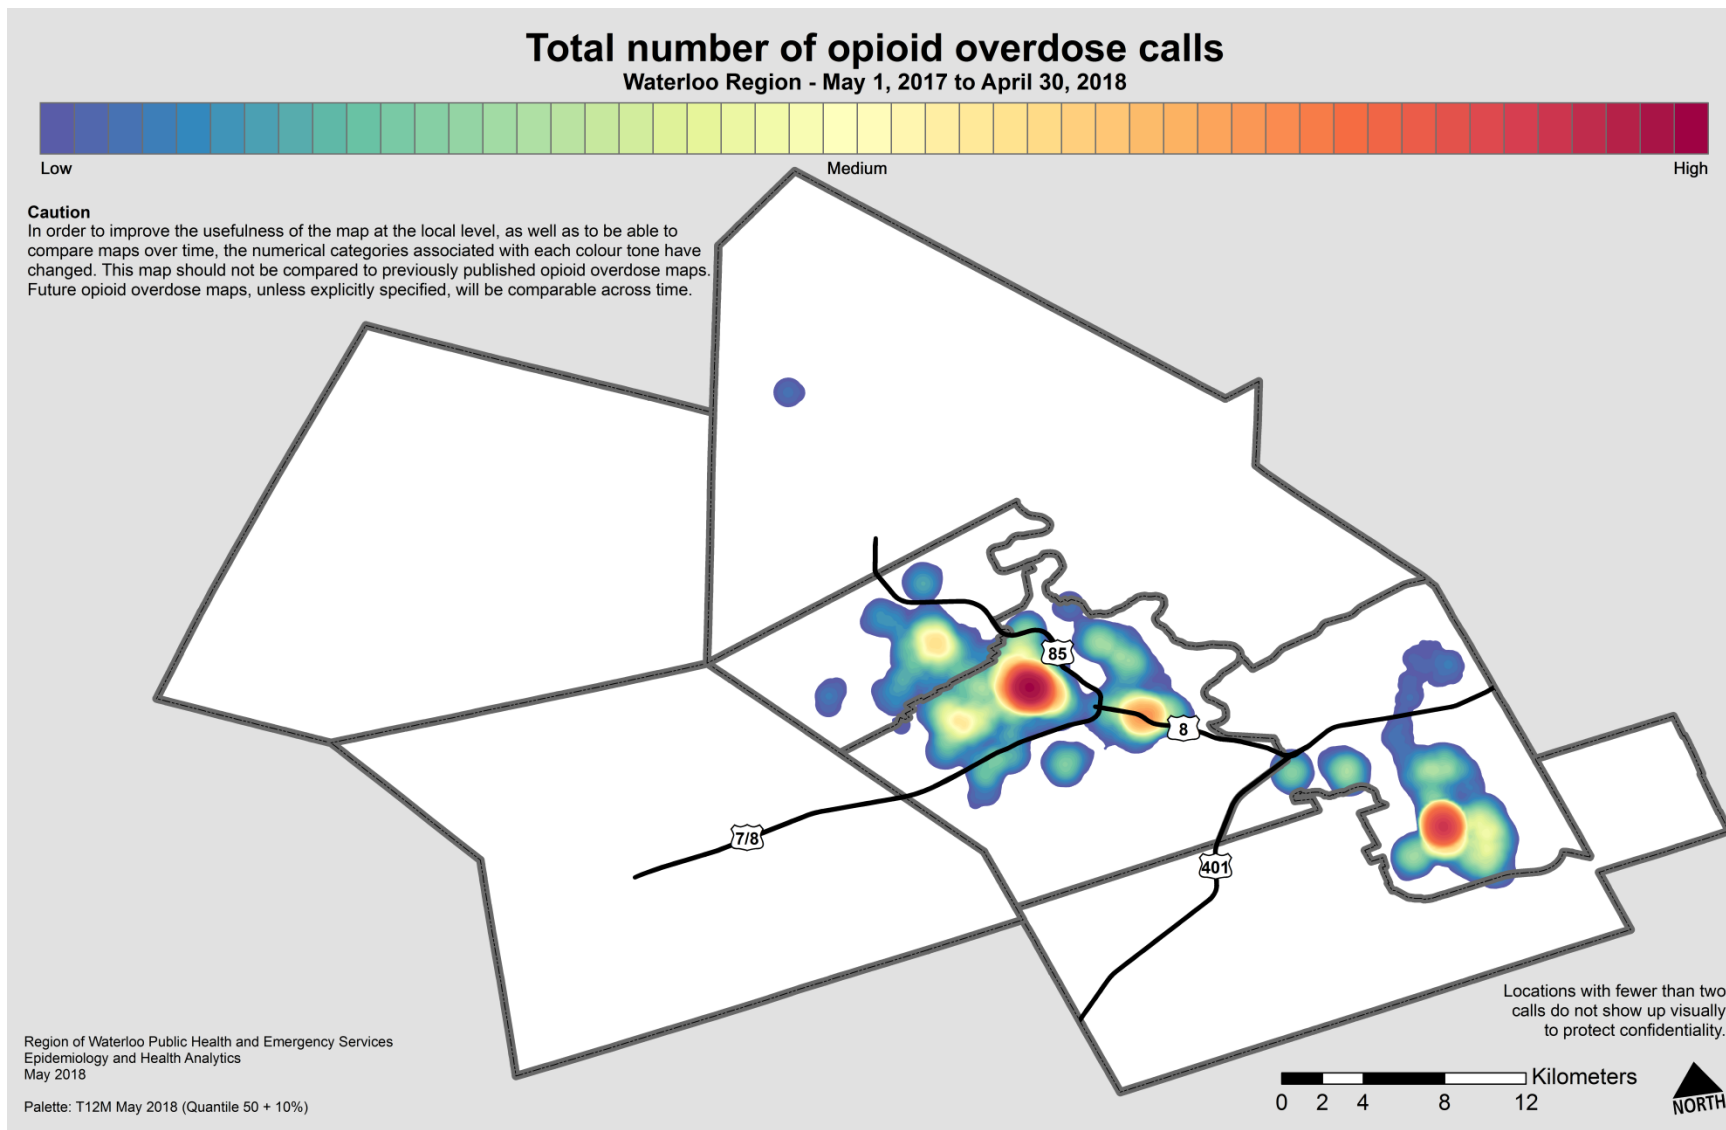 Total number of opioid overdose calls
Waterloo Region - May 1, 2017 to April 30, 2018
Low
Medium
High
Caution
In order to improve the usefulness of the map at the local level, as well as to be able to
compare maps over time, the numerical categories associated with each colour tone have
changed. This map should not be compared to previously published opioid overdose maps.
Future opioid overdose maps, unless explicitly specified, will be comparable across time.
85
8
7/8
401
Locations with fewer than two
calls do not show up visually
to protect confidentiality.
Region of Waterloo Public Health and Emergency Services
Epidemiology and Health Analytics
May 2018
Palette: T12M May 2018 (Quantile 50 + 10%)
Kilometers
0 2 4 8 12
NORTH